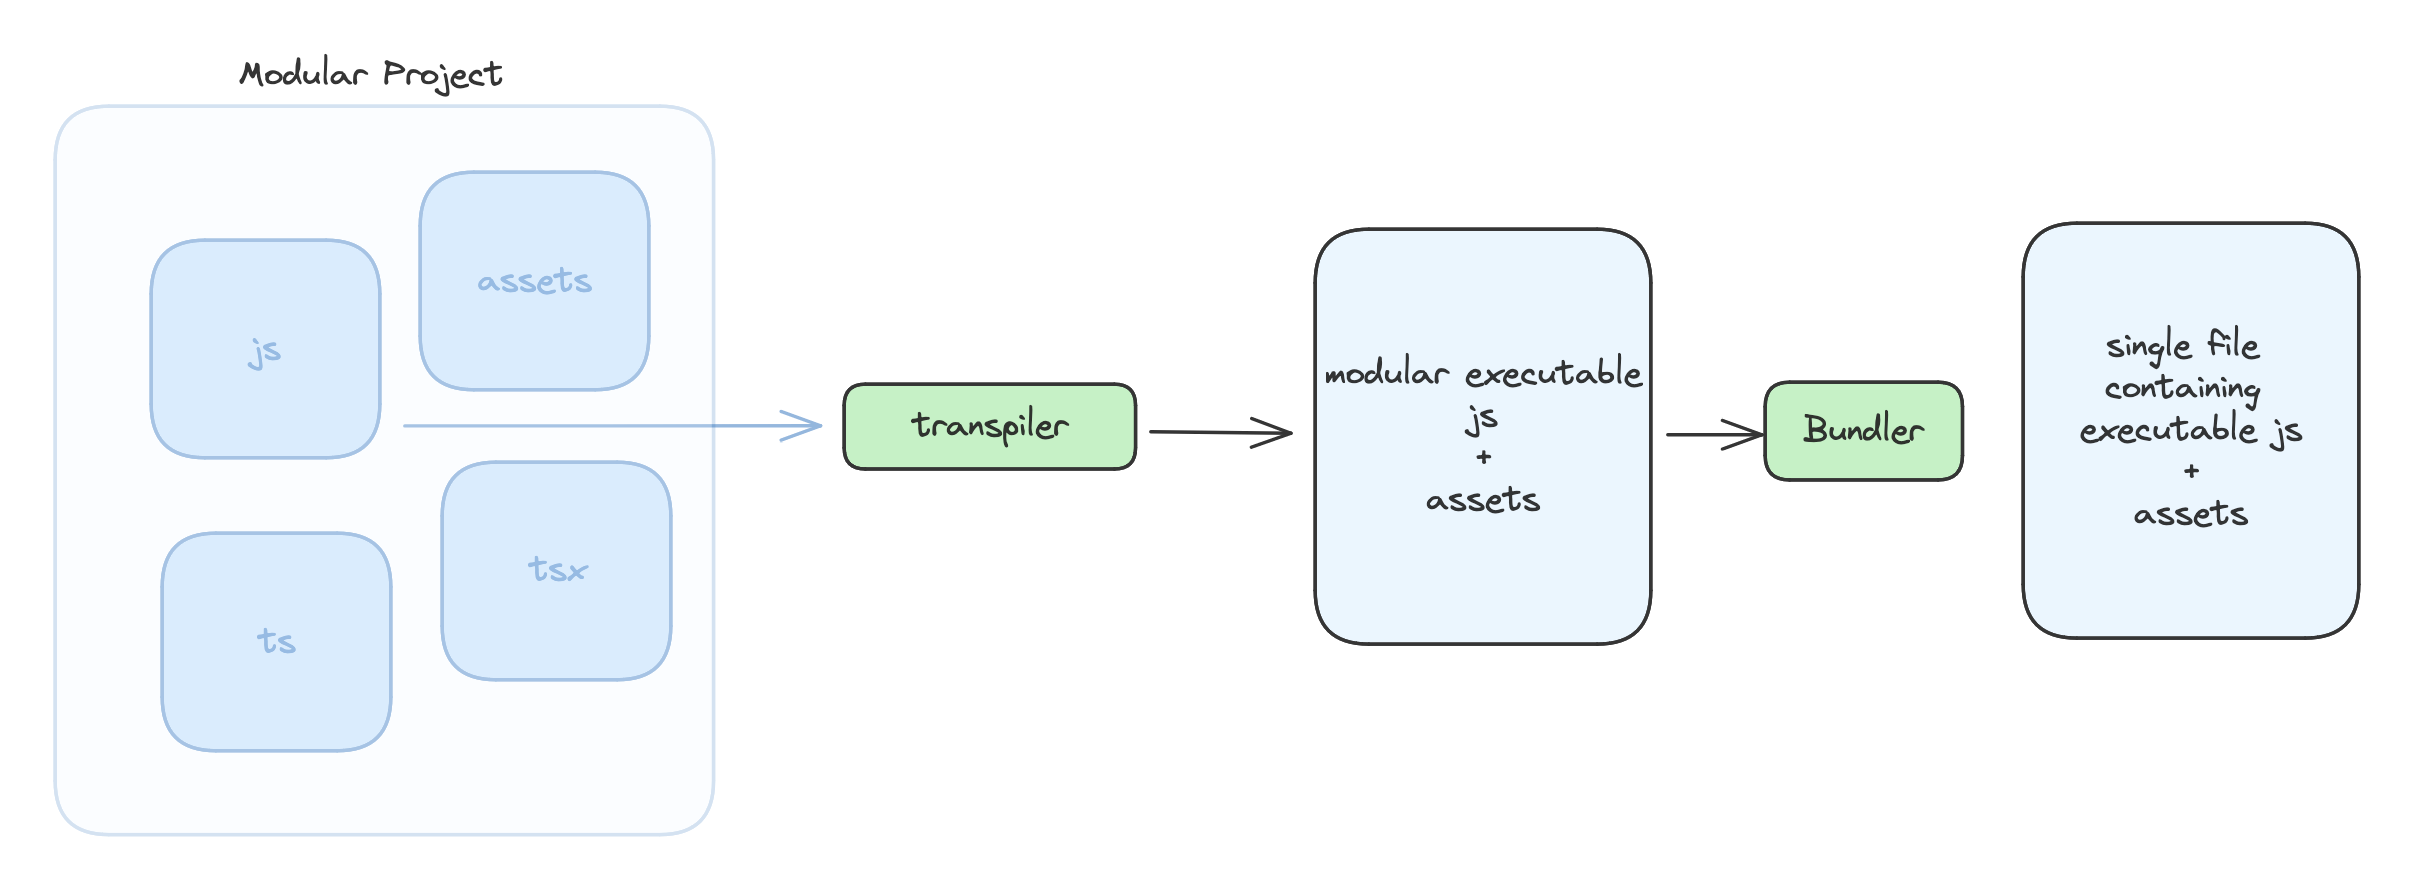 Modular Project
js
assets
ts
tsx
transpiler
modular executable
js
+
assets
Bundler
single file
containing
executable js
+
assets